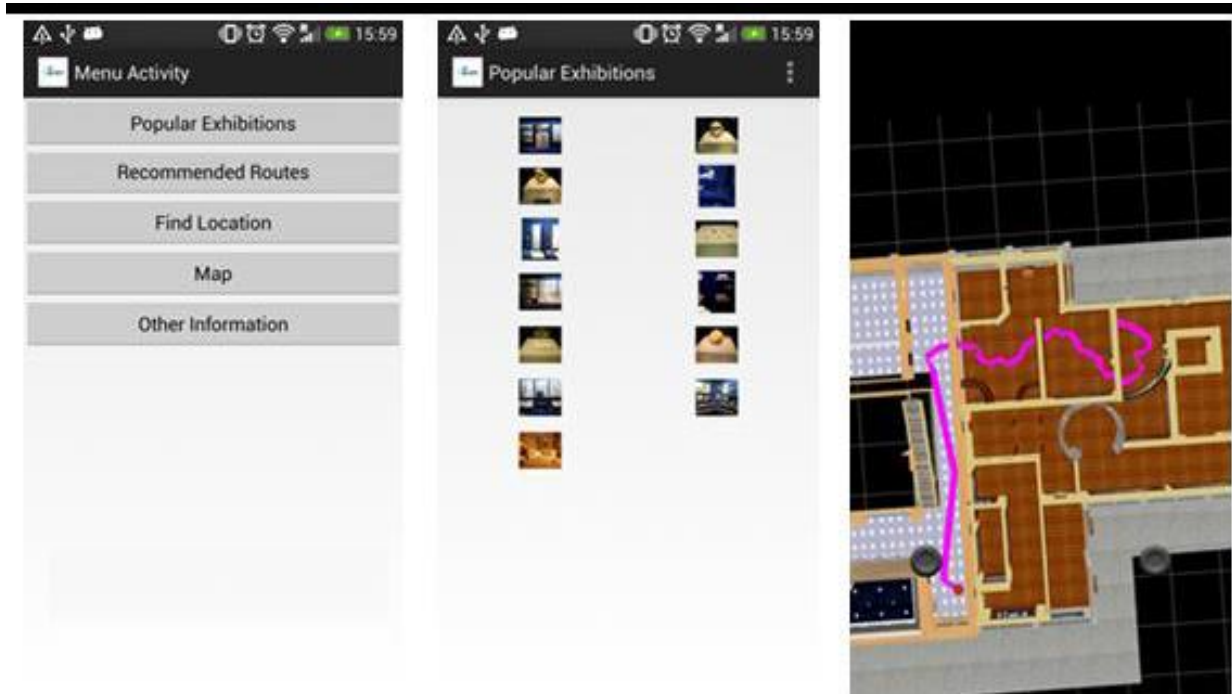 15:59
Menu Activity
Popular Exhibitions
Recommended Routes
Find Location
Map
Other Information
15:59
Popular Exhibitions